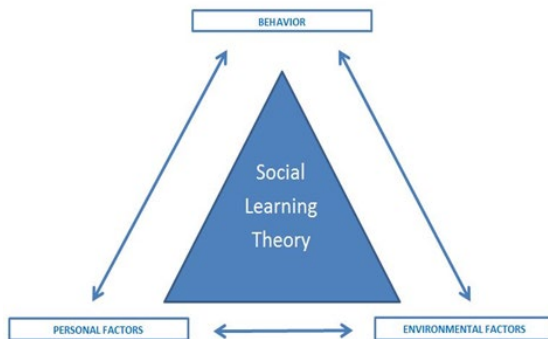 BEHAVIOR
Social
Learning
Theory
PERSONAL FACTORS
ENVIRONMENTAL FACTORS